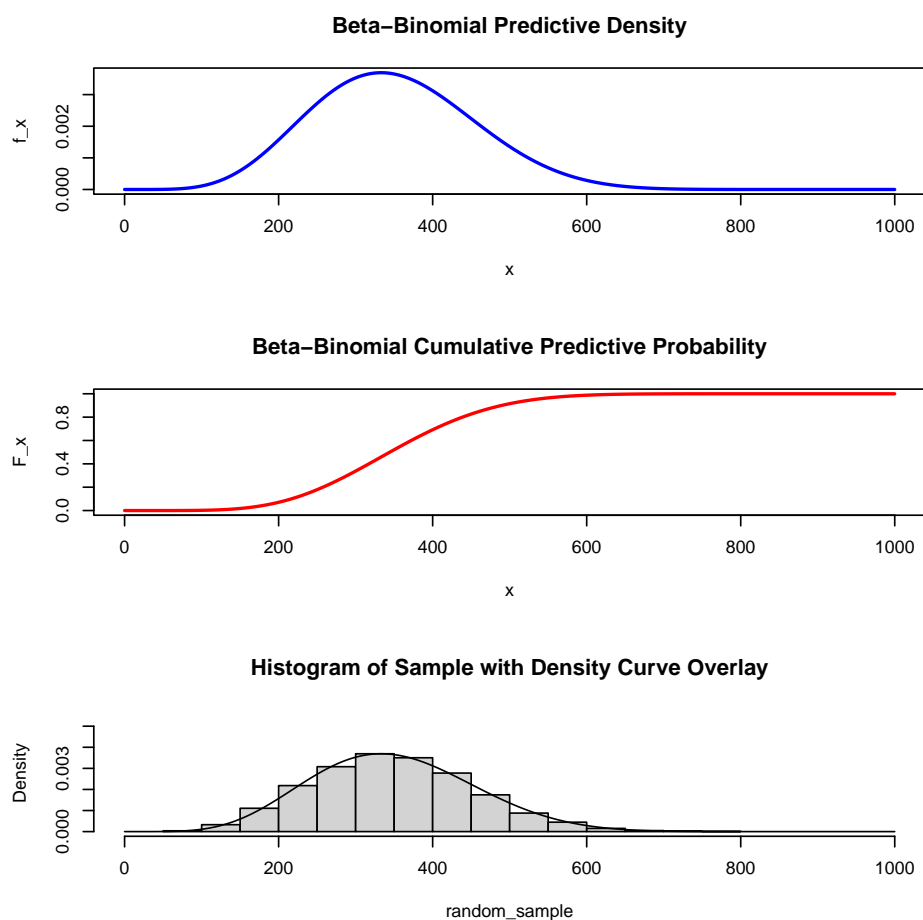 Beta−Binomial Predictive Density
f_x
0.002
0.000
0 200 400 600 800 1000
x
Beta−Binomial Cumulative Predictive Probability
F_x
0.8
0.4
0.0
0 200 400 600 800 1000
x
Histogram of Sample with Density Curve Overlay
Density
0.003
0.000
0 200 400 600 800 1000
random_sample